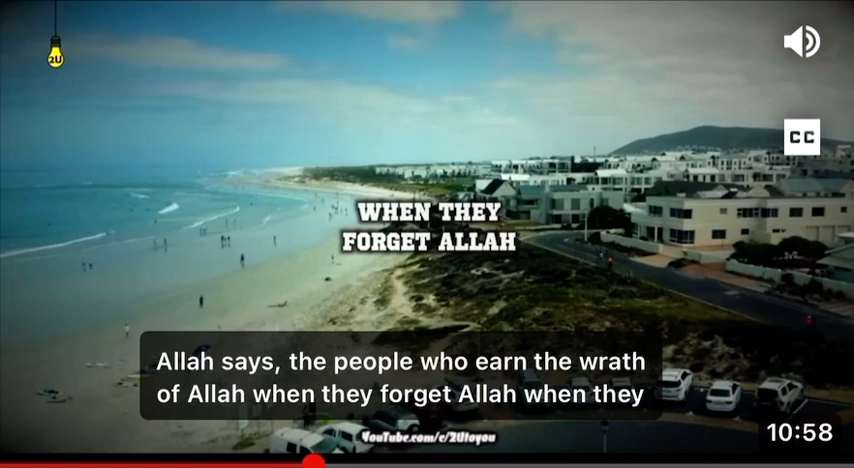 2U
CC
WHEN THEY
FORGET ALLAH
Allah says, the people who earn the wrath
of Allah when they forget Allah when they
YouTube.com/c/2Utoyou
10:58